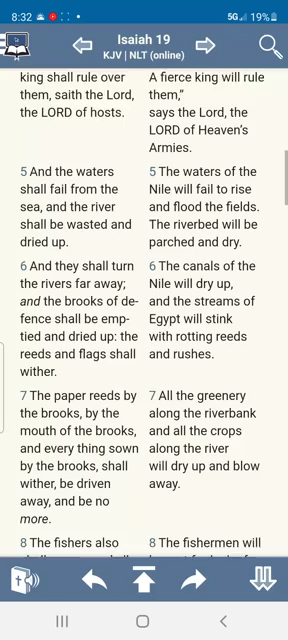 8:32
5G
19%
Isaiah 19
KJV | NLT (online)
king shall rule over
them, saith the Lord,
the LORD of hosts.
5 And the waters
shall fail from the
sea, and the river
shall be wasted and
dried up.
6 And they shall turn
the rivers far away;
and the brooks of de-
fence shall be emp-
tied and dried up: the
reeds and flags shall
wither.
7 The paper reeds by
the brooks, by the
mouth of the brooks,
and every thing sown
by the brooks, shall
wither, be driven
away, and be no
more.
8 The fishers also
A fierce king will rule
them,”
says the Lord, the
LORD of Heaven’s
Armies.
5 The waters of the
Nile will fail to rise
and flood the fields.
The riverbed will be
parched and dry.
6 The canals of the
Nile will dry up,
and the streams of
Egypt will stink
with rotting reeds
and rushes.
7 All the greenery
along the riverbank
and all the crops
along the river
will dry up and blow
away.
8 The fishermen will